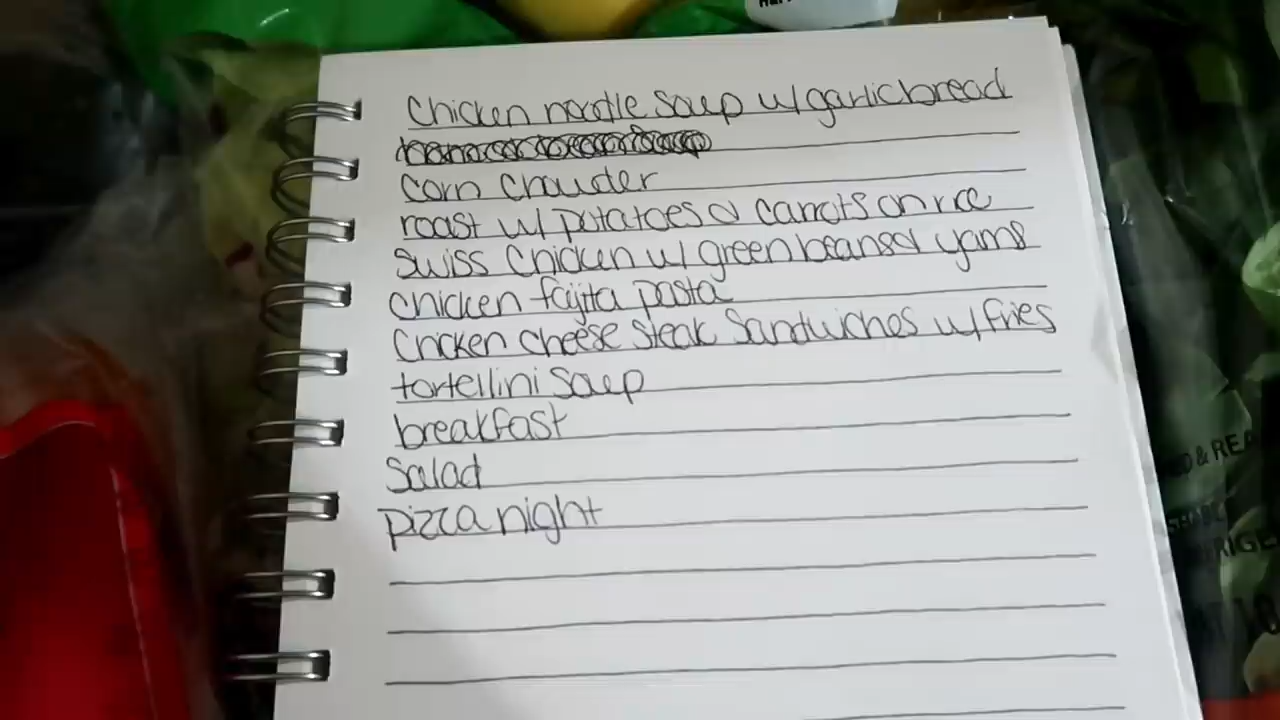 Chicken noodle Soup w/ garlic bread
Corn Chowder
roast w/ potatoes & carrots on rice
Swiss Chicken w/ green beans & yams
Chicken fajita pasta
Chicken cheese steak Sandwiches w/ fries
tortellini Soup
breakfast
Salad
pizza night